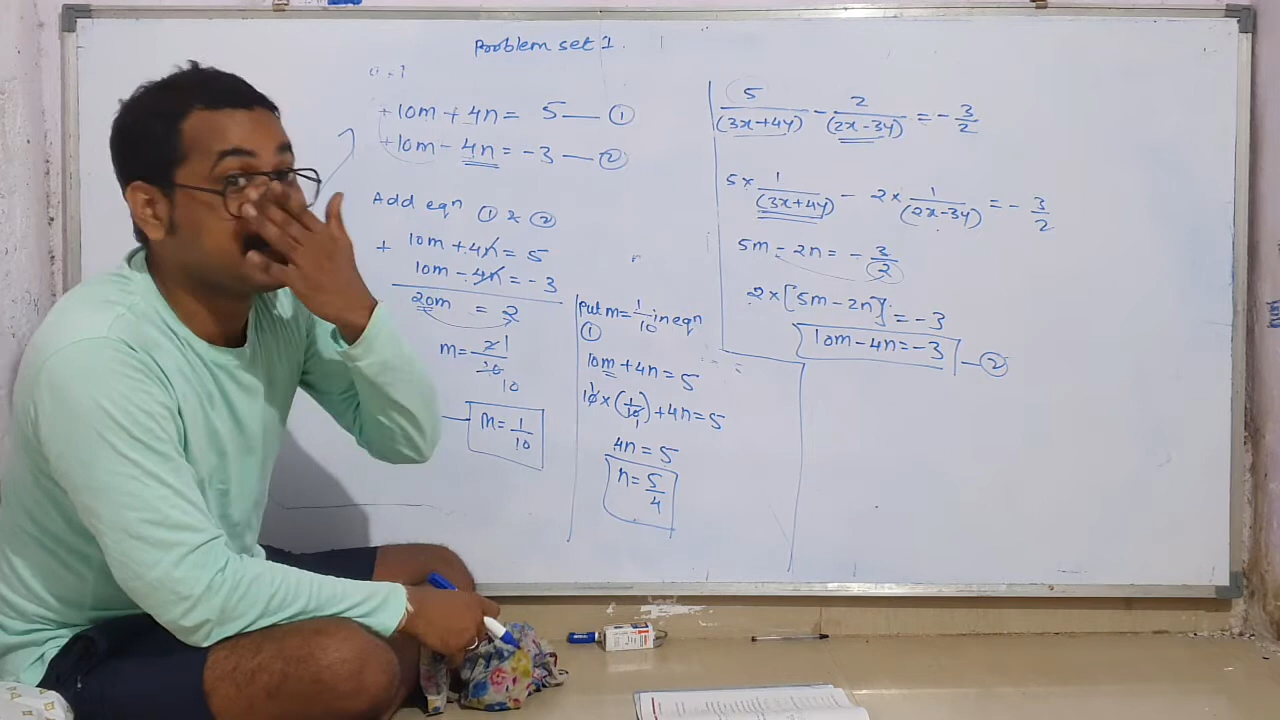 Problem set 1.
+10m + 4n = 5 — ①
+10m - 4n = -3 — ②
Add eqn ① & ②
+ 10m + 4n = 5
10m - 4n = -3
20m = 2
m = 21
20
10
m = 1/10
put m = 1/10 in eqn
①
10m + 4n = 5
10 × (1/10) + 4n = 5
4n = 5
n = 5/4
5/(3x+4y) - 2/(2x-3y) = -3/2
5 × 1/(3x+4y) - 2 × 1/(2x-3y) = -3/2
5m - 2n = -3/2
2 × [5m - 2n] = -3
10m - 4n = -3 — ②